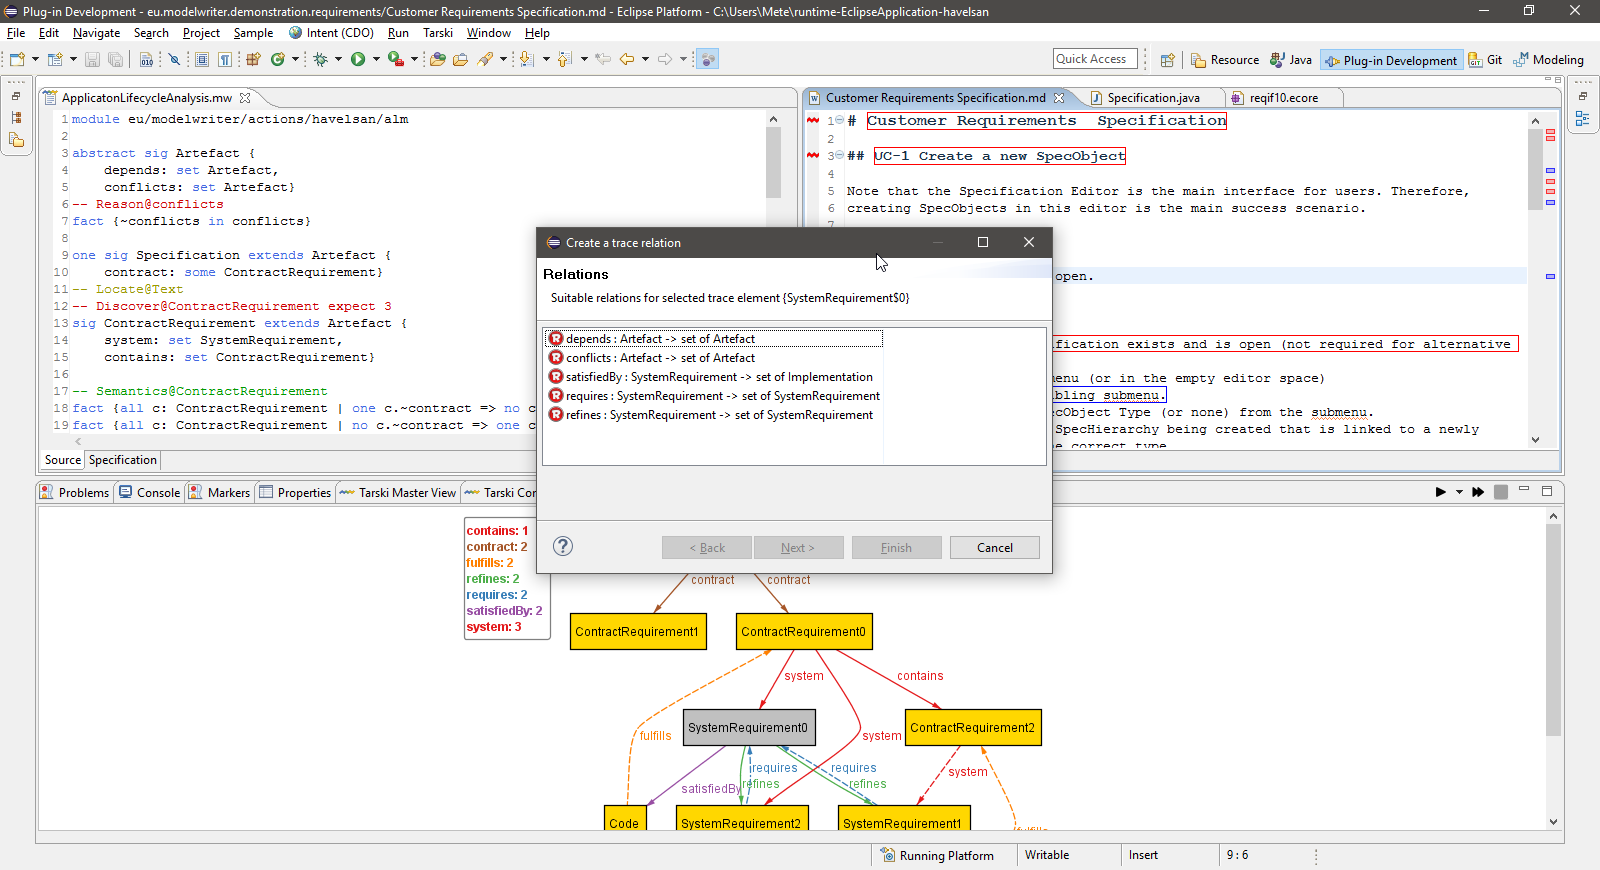 Plug-in Development - eu.modelwriter.demonstration.requirements/Customer Requirements Specification.md - Eclipse Platform - C:\Users\Mete\runtime-EclipseApplication-havelsan
File Edit Navigate Search Project Sample Intent (CDO) Run Tarski Window Help
Quick Access Resource Java Plug-in Development Git Modeling
ApplicatonLifecycleAnalysis.mw
1 module eu/modelwriter/actions/havelsan/alm
2
3 abstract sig Artefact {
4 depends: set Artefact,
5 conflicts: set Artefact}
6 -- Reason@conflicts
7 fact {~conflicts in conflicts}
8
9 one sig Specification extends Artefact {
10 contract: some ContractRequirement}
11 -- Locate@Text
12 -- Discover@ContractRequirement expect 3
13 sig ContractRequirement extends Artefact {
14 system: set SystemRequirement,
15 contains: set ContractRequirement}
16
17 -- Semantics@ContractRequirement
18 fact {all c: ContractRequirement | one c.~contract => no c
19 fact {all c: ContractRequirement | no c.~contract => one c
Source Specification
Customer Requirements Specification.md Specification.java reqif10.ecore
1 # Customer Requirements  Specification
2
3 ## UC-1 Create a new SpecObject
4
5 Note that the Specification Editor is the main interface for users. Therefore,
6 creating SpecObjects in this editor is the main success scenario.
7
open.
ification exists and is open (not required for alternative
menu (or in the empty editor space)
bling submenu.
ecObject Type (or none) from the submenu.
SpecHierarchy being created that is linked to a newly
e correct type
Create a trace relation
Relations
Suitable relations for selected trace element {SystemRequirement$0}
R depends : Artefact -> set of Artefact
R conflicts : Artefact -> set of Artefact
R satisfiedBy : SystemRequirement -> set of Implementation
R requires : SystemRequirement -> set of SystemRequirement
R refines : SystemRequirement -> set of SystemRequirement
? < Back Next > Finish Cancel
Problems Console Markers Properties Tarski Master View Tarski Con
contains: 1
contract: 2
fulfills: 2
refines: 2
requires: 2
satisfiedBy: 2
system: 3
contract contract
ContractRequirement1 ContractRequirement0
system contains
SystemRequirement0 ContractRequirement2
fulfills system
requires requires system
satisfiedBy refines refines
Code SystemRequirement2 SystemRequirement1
fulfills
Running Platform Writable Insert 9 : 6